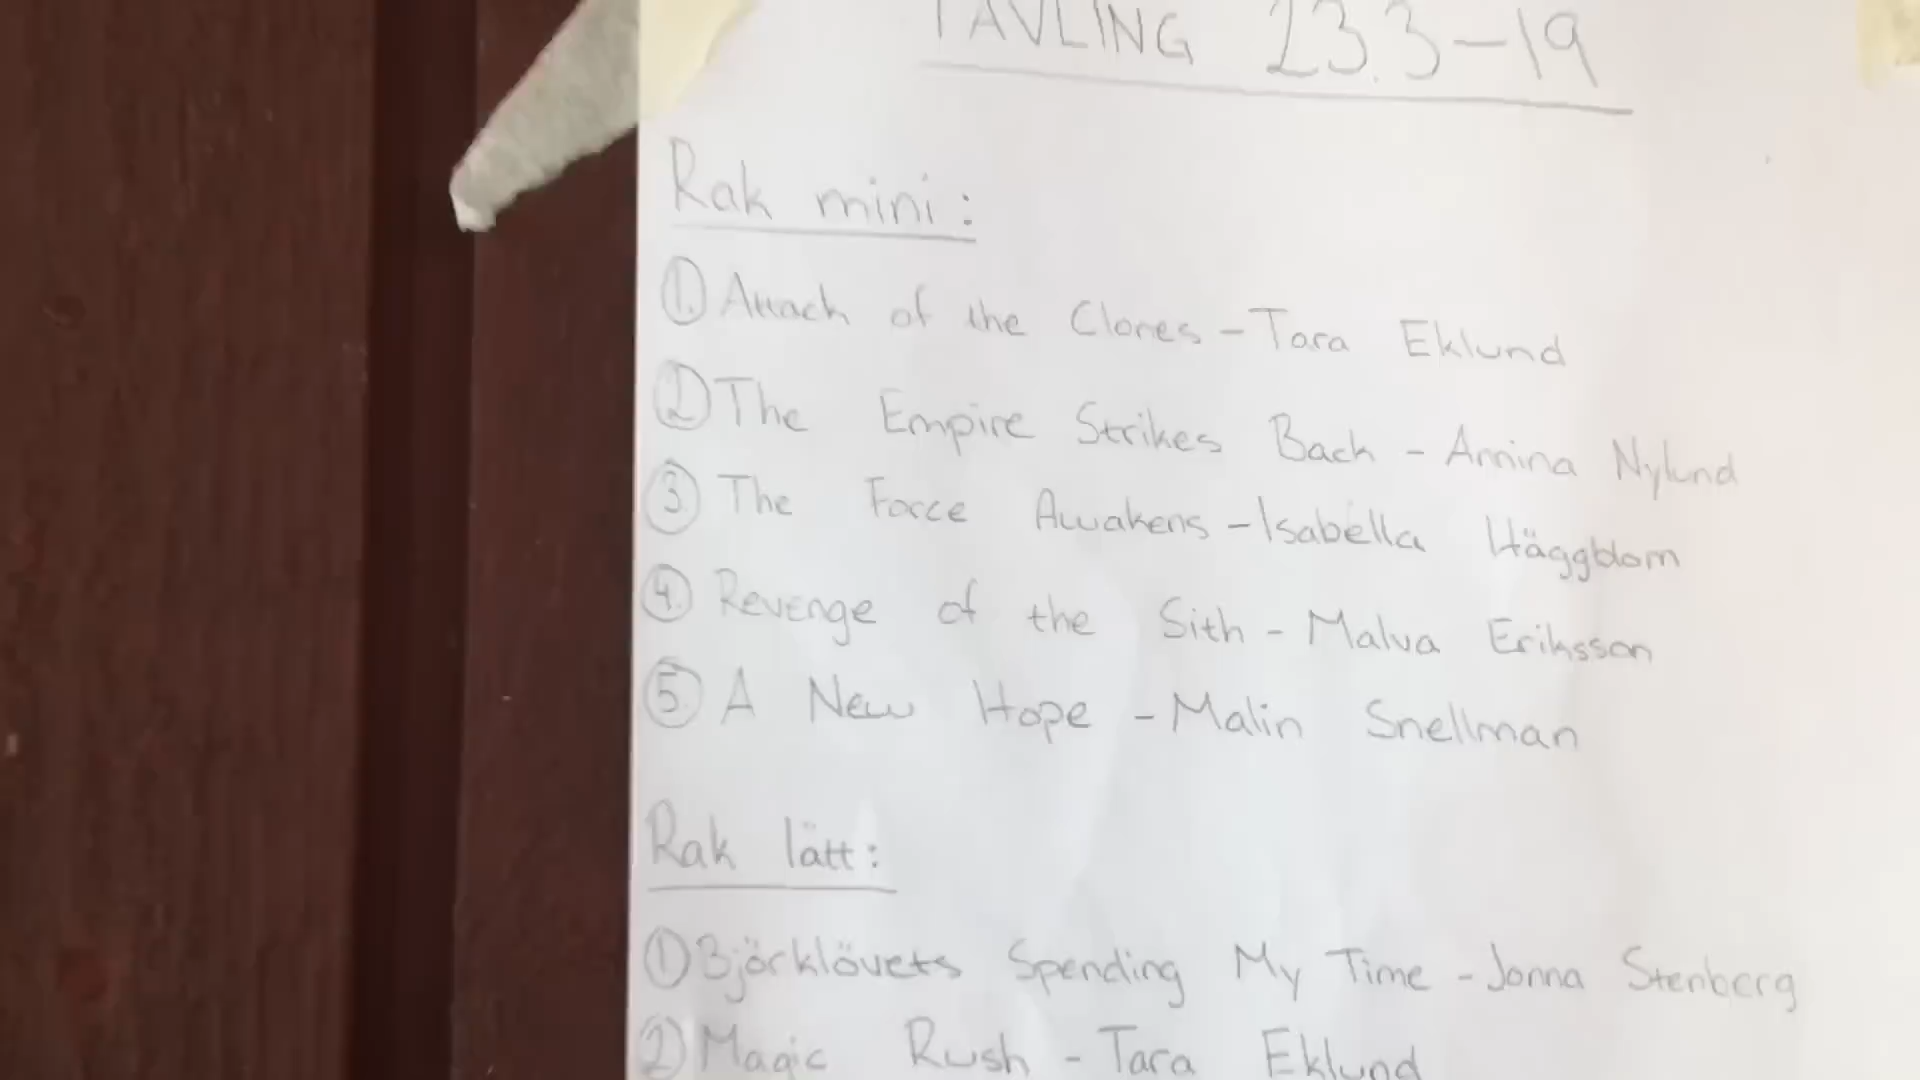 TÄVLING 23.3-19
Rak mini:
1. Attack of the Clones - Tara Eklund
2. The Empire Strikes Back - Annina Nylund
3. The Force Awakens - Isabella Häggblom
4. Revenge of the Sith - Malva Eriksson
5. A New Hope - Malin Snellman
Rak lätt:
1 Björklövets Spending My Time - Jonna Stenberg
2 Magic Rush - Tara Eklund